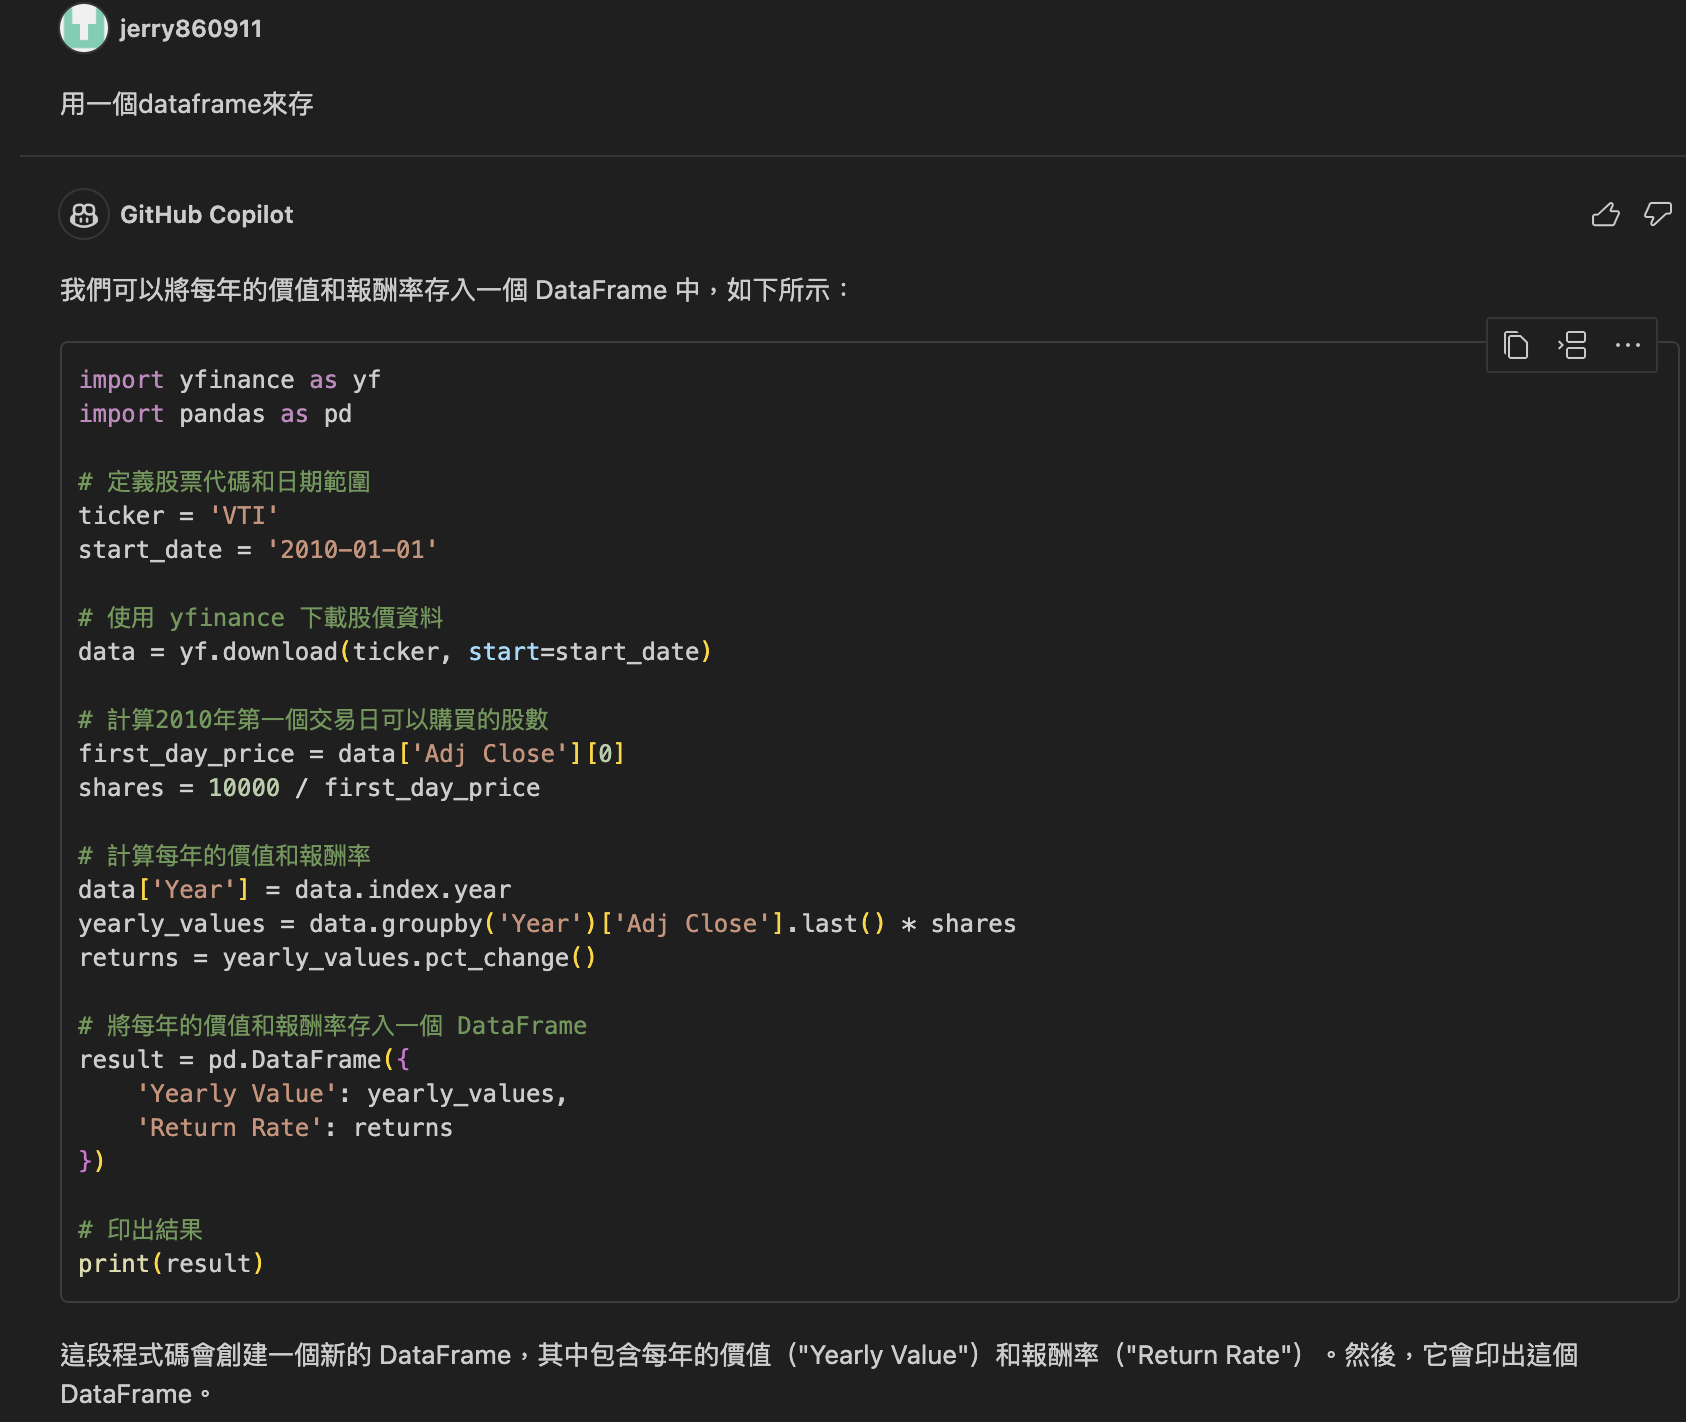 jerry860911
用一個dataframe來存
GitHub Copilot
我們可以將每年的價值和報酬率存入一個 DataFrame 中，如下所示：
import yfinance as yf
import pandas as pd
# 定義股票代碼和日期範圍
ticker = 'VTI'
start_date = '2010-01-01'
# 使用 yfinance 下載股價資料
data = yf.download(ticker, start=start_date)
# 計算2010年第一個交易日可以購買的股數
first_day_price = data['Adj Close'][0]
shares = 10000 / first_day_price
# 計算每年的價值和報酬率
data['Year'] = data.index.year
yearly_values = data.groupby('Year')['Adj Close'].last() * shares
returns = yearly_values.pct_change()
# 將每年的價值和報酬率存入一個 DataFrame
result = pd.DataFrame({
    'Yearly Value': yearly_values,
    'Return Rate': returns
})
# 印出結果
print(result)
這段程式碼會創建一個新的 DataFrame，其中包含每年的價值（"Yearly Value"）和報酬率（"Return Rate"）。然後，它會印出這個
DataFrame。